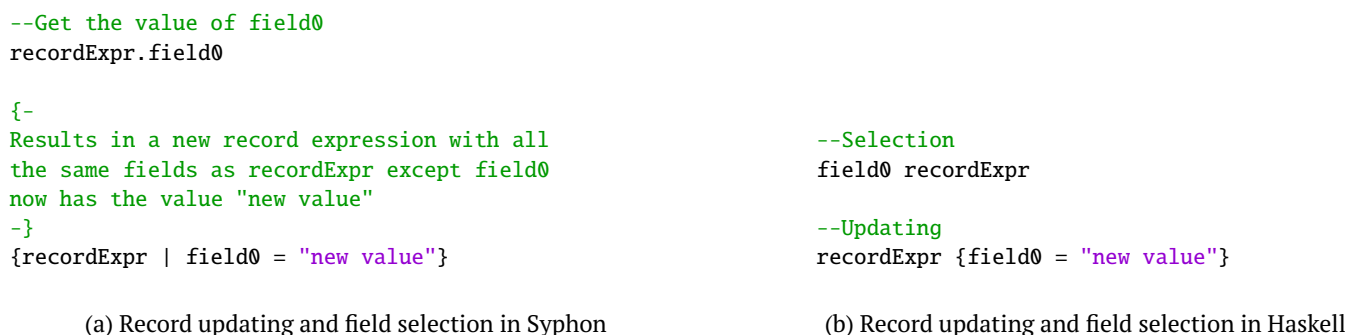 --Get the value of field0
recordExpr.field0
{-
Results in a new record expression with all
the same fields as recordExpr except field0
now has the value "new value"
-}
{recordExpr | field0 = "new value"}
(a) Record updating and field selection in Syphon
--Selection
field0 recordExpr
--Updating
recordExpr {field0 = "new value"}
(b) Record updating and field selection in Haskell